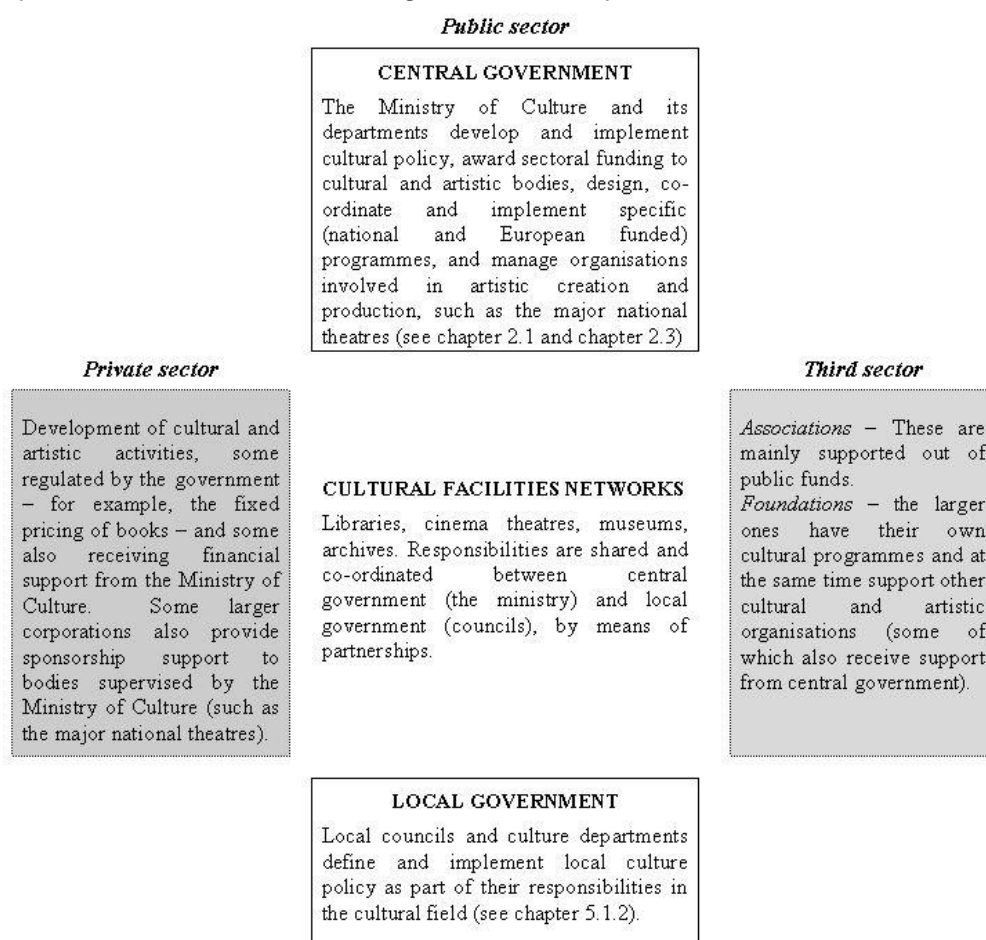 Public sector
CENTRAL GOVERNMENT
The Ministry of Culture and its
departments develop and implement
cultural policy, award sectoral funding to
cultural and artistic bodies, design, co-
ordinate and implement specific
(national and European funded)
programmes, and manage organisations
involved in artistic creation and
production, such as the major national
theatres (see chapter 2.1 and chapter 2.3)
Private sector
Development of cultural and
artistic activities, some
regulated by the government
– for example, the fixed
pricing of books – and some
also receiving financial
support from the Ministry of
Culture. Some larger
corporations also provide
sponsorship support to
bodies supervised by the
Ministry of Culture (such as
the major national theatres).
CULTURAL FACILITIES NETWORKS
Libraries, cinema theatres, museums,
archives. Responsibilities are shared and
co-ordinated between central
government (the ministry) and local
government (councils), by means of
partnerships.
Third sector
Associations – These are
mainly supported out of
public funds.
Foundations – the larger
ones have their own
cultural programmes and at
the same time support other
cultural and artistic
organisations (some of
which also receive support
from central government).
LOCAL GOVERNMENT
Local councils and culture departments
define and implement local culture
policy as part of their responsibilities in
the cultural field (see chapter 5.1.2).